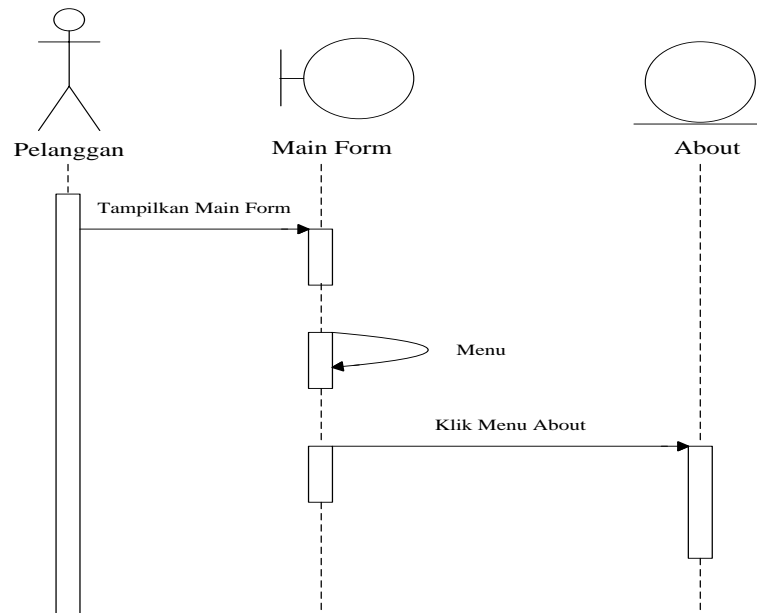 Pelanggan
Main Form
About
Tampilkan Main Form
Menu
Klik Menu About